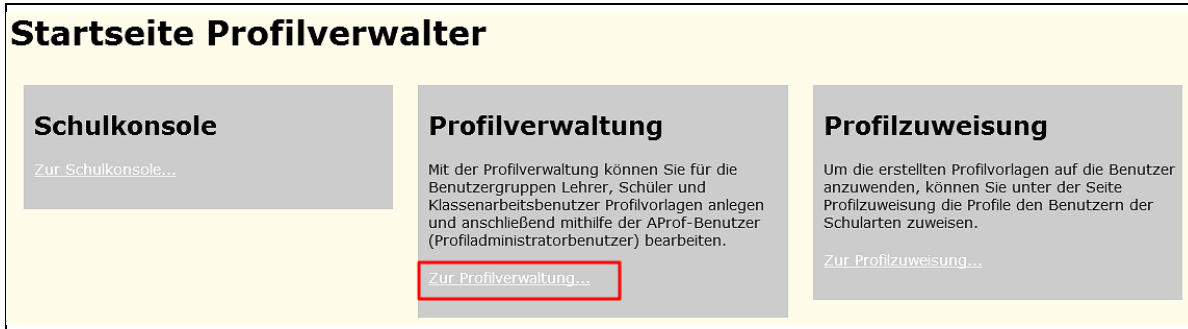 Startseite Profilverwalter
Schulkonsole
Zur Schulkonsole...
Profilverwaltung
Mit der Profilverwaltung können Sie für die
Benutzergruppen Lehrer, Schüler und
Klassenarbeitsbenutzer Profilvorlagen anlegen
und anschließend mithilfe der AProf-Benutzer
(Profiladministratorbenutzer) bearbeiten.
Zur Profilverwaltung...
Profilzuweisung
Um die erstellten Profilvorlagen auf die Benutzer
anzuwenden, können Sie unter der Seite
Profilzuweisung die Profile den Benutzern der
Schularten zuweisen.
Zur Profilzuweisung...